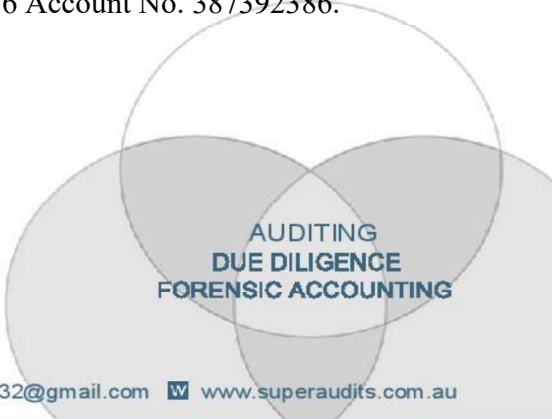 6 Account No. 387392386.
AUDITING
DUE DILIGENCE
FORENSIC ACCOUNTING
32@gmail.com W www.superaudits.com.au